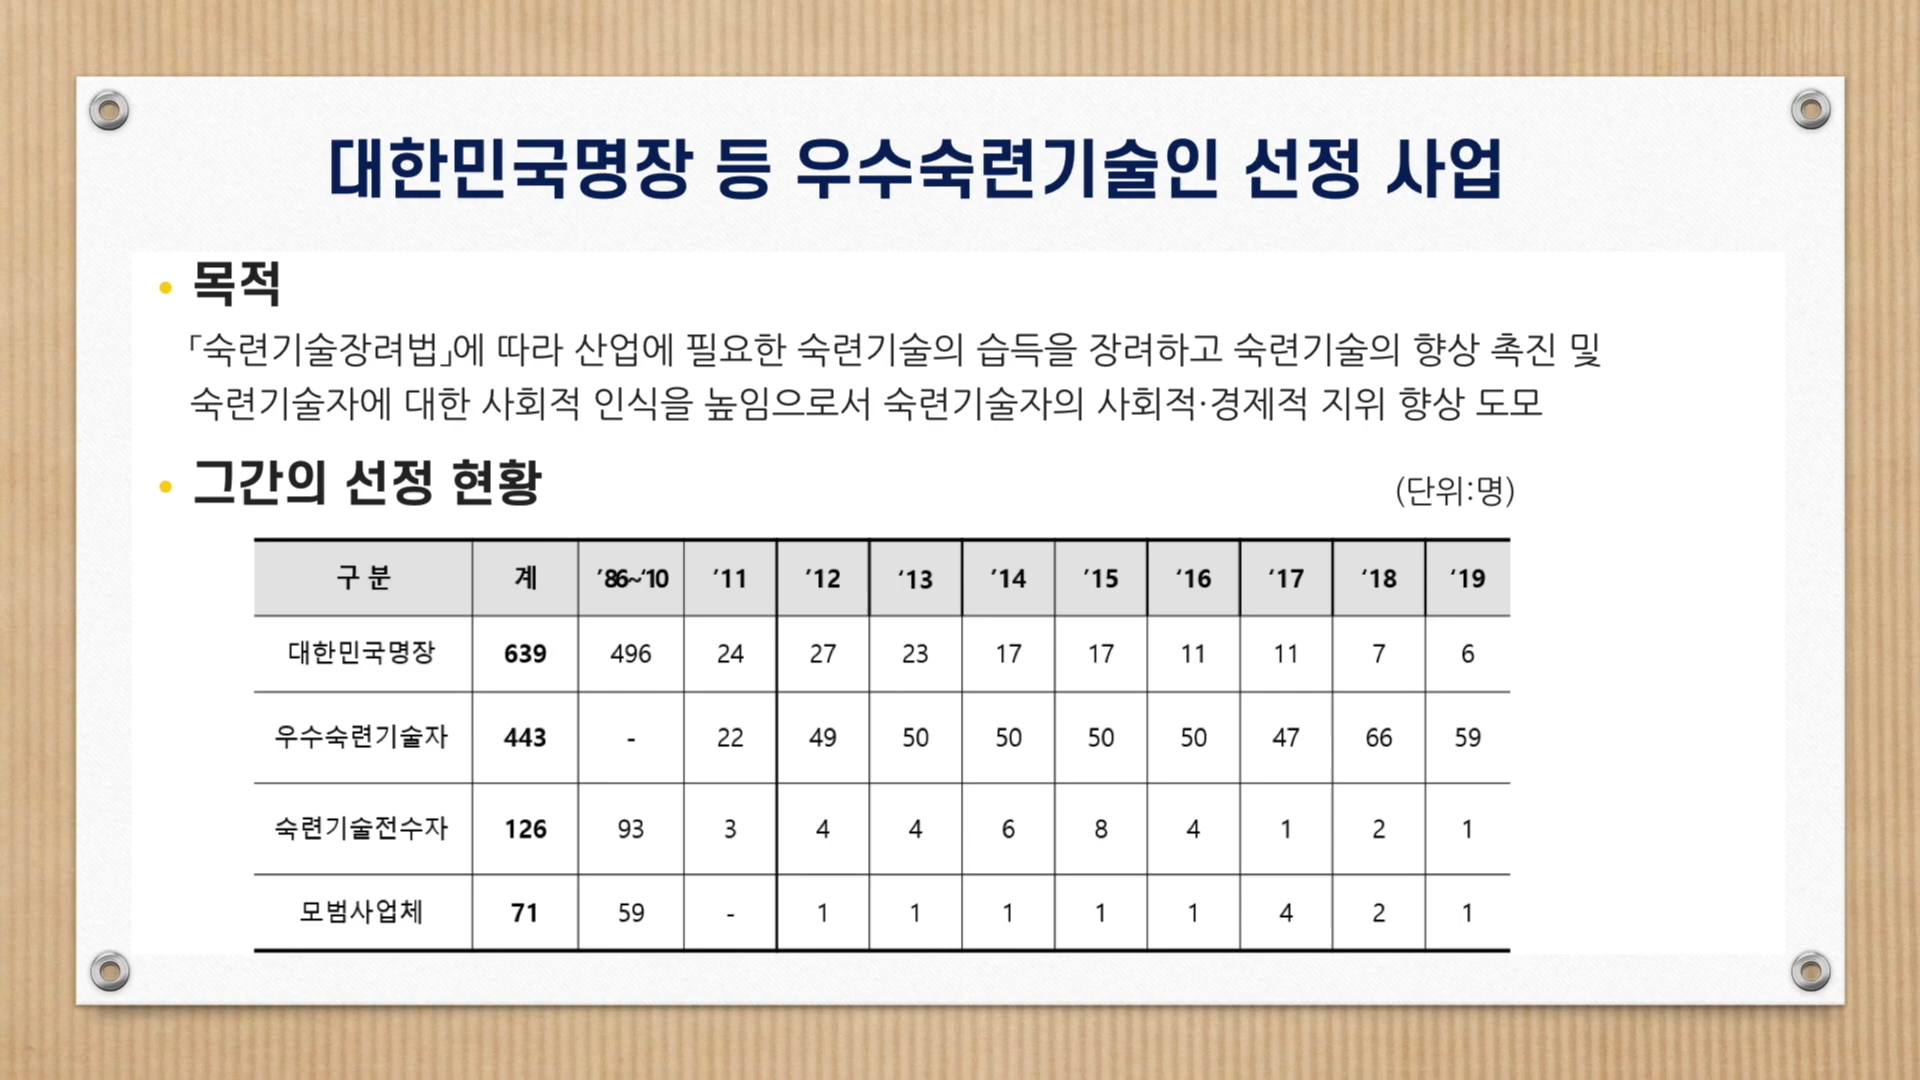 대한민국명장 등 우수숙련기술인 선정 사업
• 목적
「숙련기술장려법」에 따라 산업에 필요한 숙련기술의 습득을 장려하고 숙련기술의 향상 촉진 및
숙련기술자에 대한 사회적 인식을 높임으로서 숙련기술자의 사회적·경제적 지위 향상 도모
• 그간의 선정 현황 (단위:명)
구 분 계 ’86~‘10 ’11 ’12 ‘13 ’14 ’15 ‘16 ‘17 ‘18 ‘19
대한민국명장 639 496 24 27 23 17 17 11 11 7 6
우수숙련기술자 443 - 22 49 50 50 50 50 47 66 59
숙련기술전수자 126 93 3 4 4 6 8 4 1 2 1
모범사업체 71 59 - 1 1 1 1 1 4 2 1